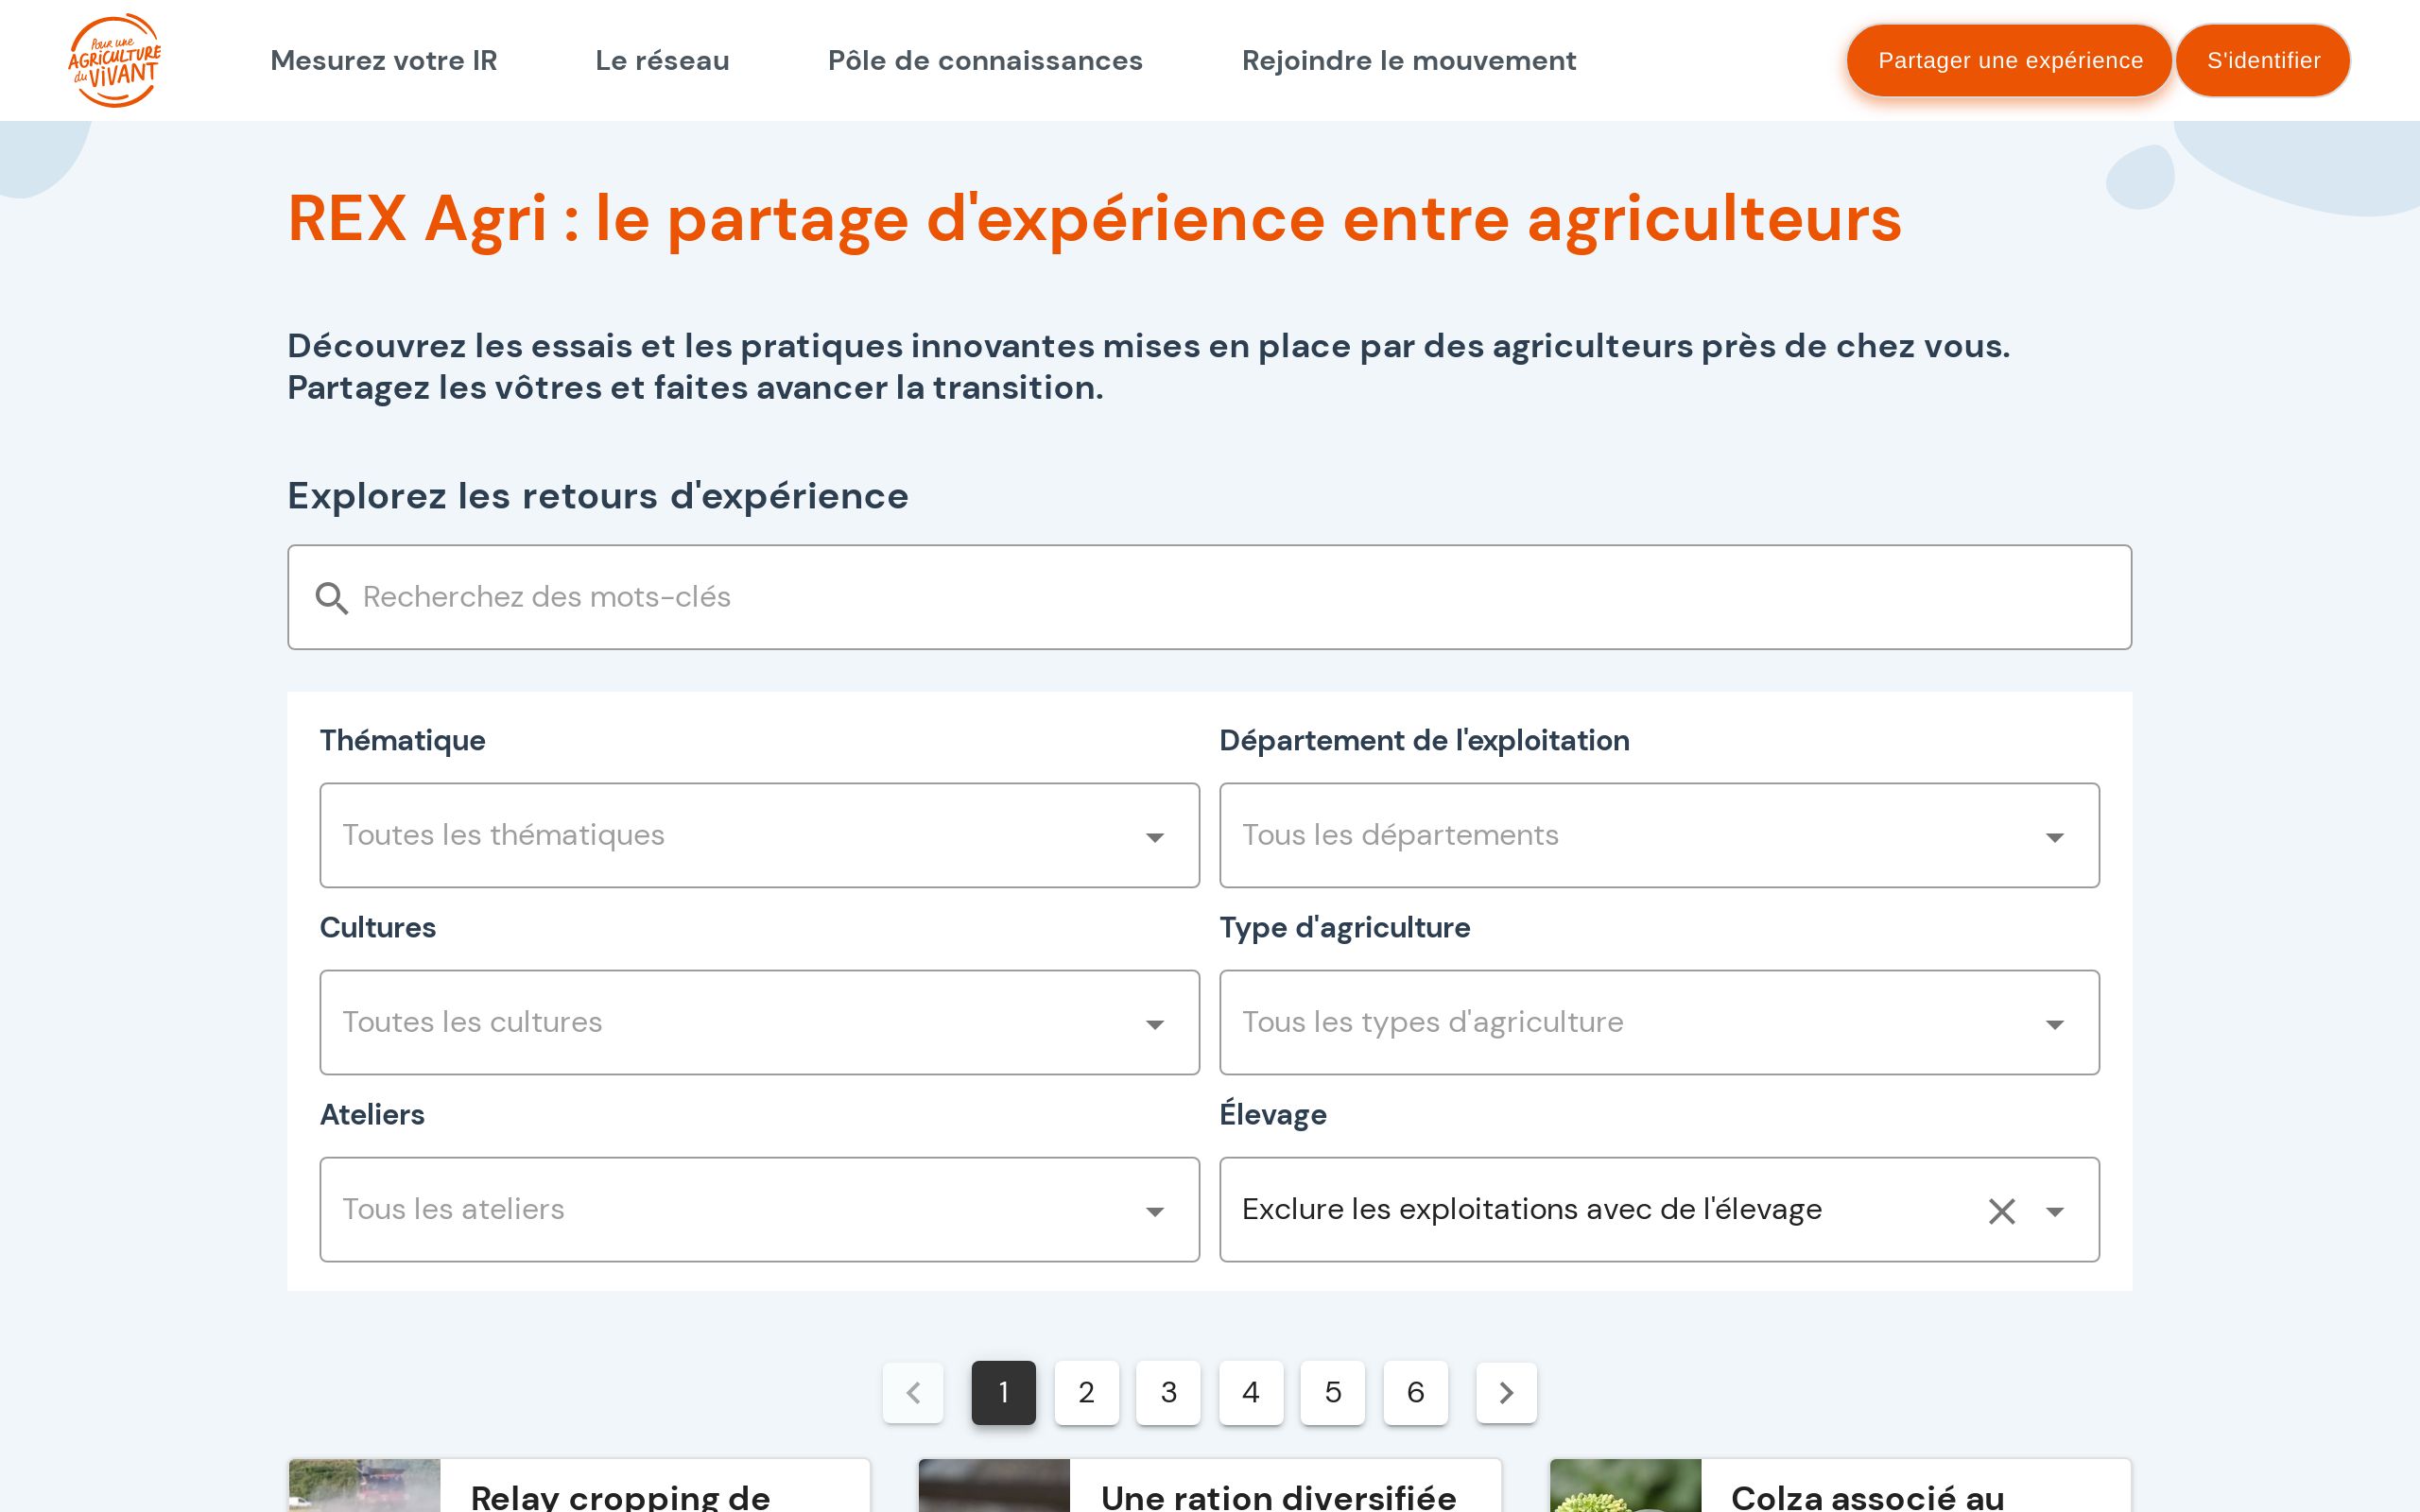 Pour une
AGRICULTURE
du ViVANT
Mesurez votre IR
Le réseau
Pôle de connaissances
Rejoindre le mouvement
Partager une expérience
S'identifier
REX Agri : le partage d'expérience entre agriculteurs
Découvrez les essais et les pratiques innovantes mises en place par des agriculteurs près de chez vous.
Partagez les vôtres et faites avancer la transition.
Explorez les retours d'expérience
Recherchez des mots-clés
Thématique
Département de l'exploitation
Toutes les thématiques
Tous les départements
Cultures
Type d'agriculture
Toutes les cultures
Tous les types d'agriculture
Ateliers
Élevage
Tous les ateliers
Exclure les exploitations avec de l'élevage
1 2 3 4 5 6
Relay cropping de
Une ration diversifiée
Colza associé au